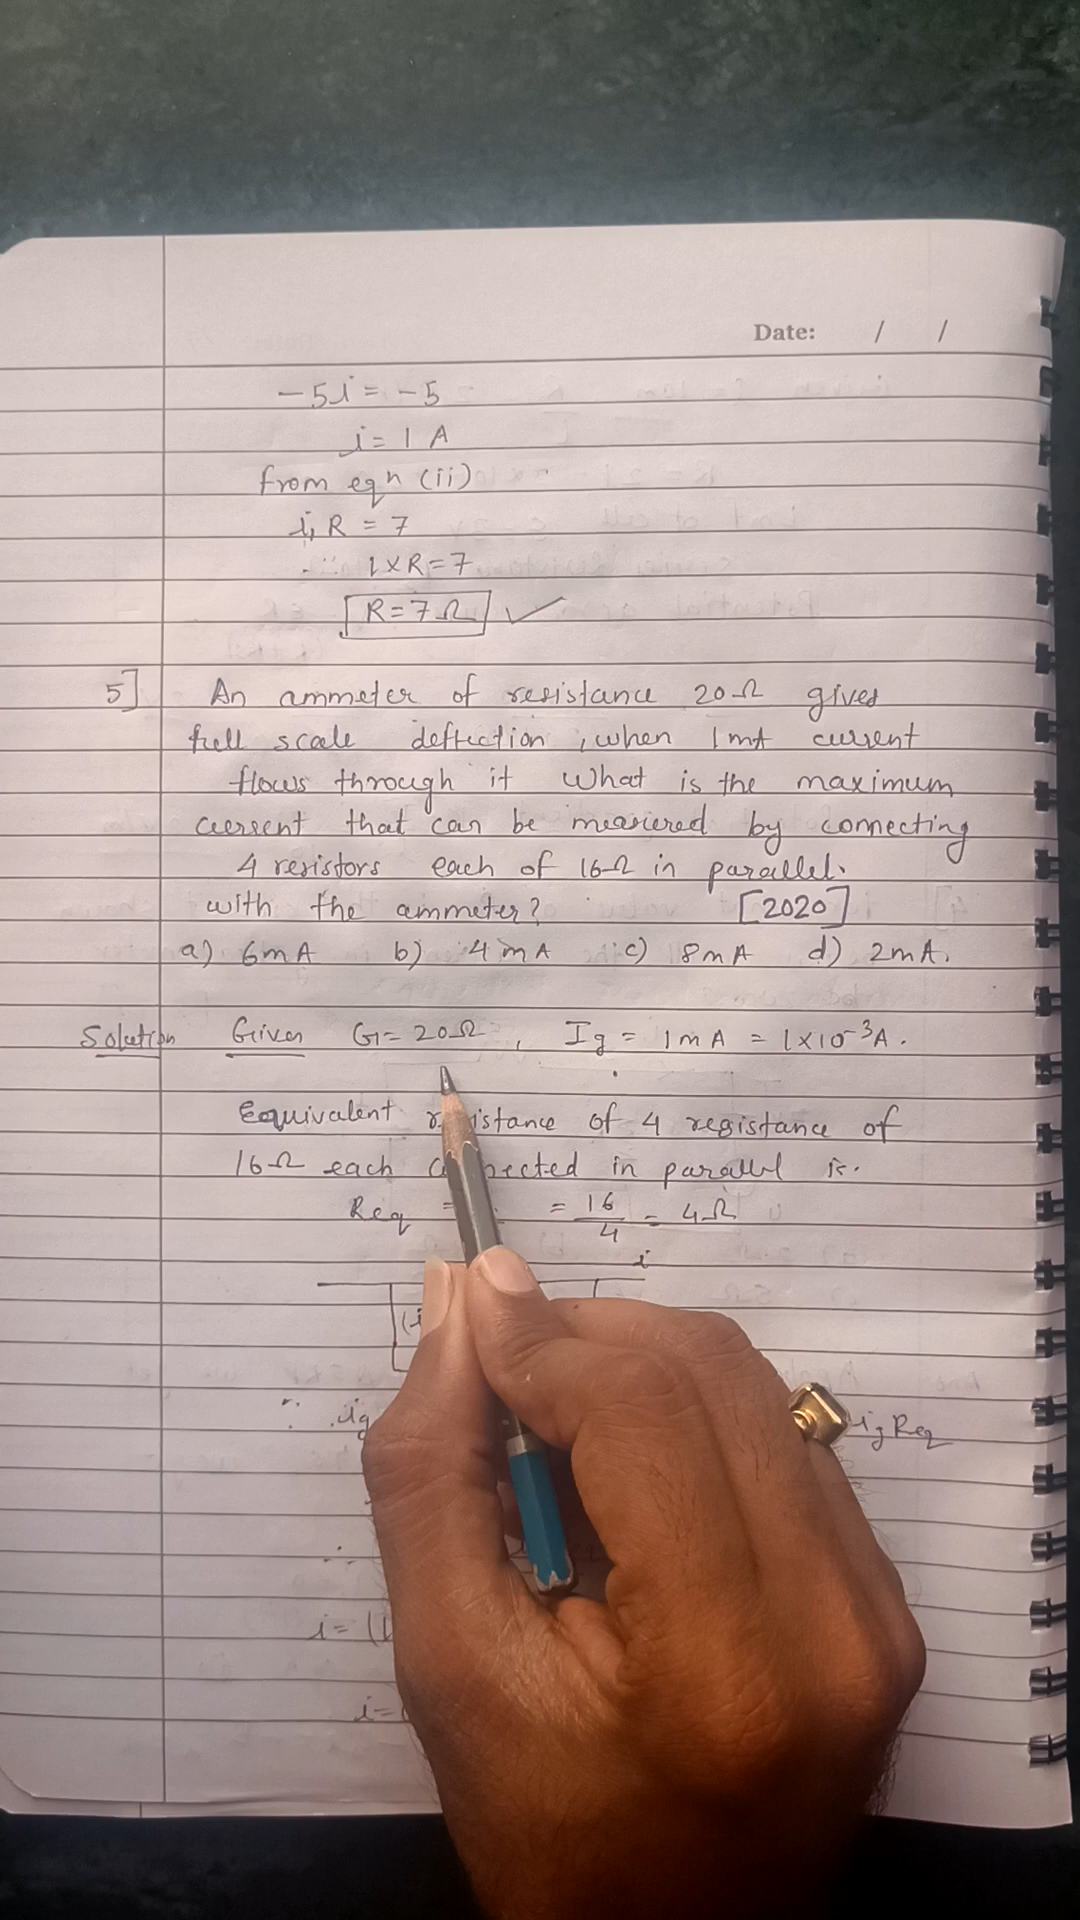 Date: / /
-5i = -5
i = 1 A
from eqn (ii)
i, R = 7
1×R=7
R=7Ω ✓
5] An ammeter of resistance 20Ω gives
full scale deflection, when 1mA current
flows through it What is the maximum
current that can be measured by connecting
4 resistors each of 16Ω in parallel.
with the ammeter? [2020]
a) 6mA b) 4mA c) 8mA d) 2mA.
Solution Given G= 20Ω, Ig = 1mA = 1×10⁻³A.
Equivalent of 4 registance of
16Ω each in parallel is.
Req = = 16/4 = 4Ω
i
(i
∵ ig Req
∴
i= (1
i=